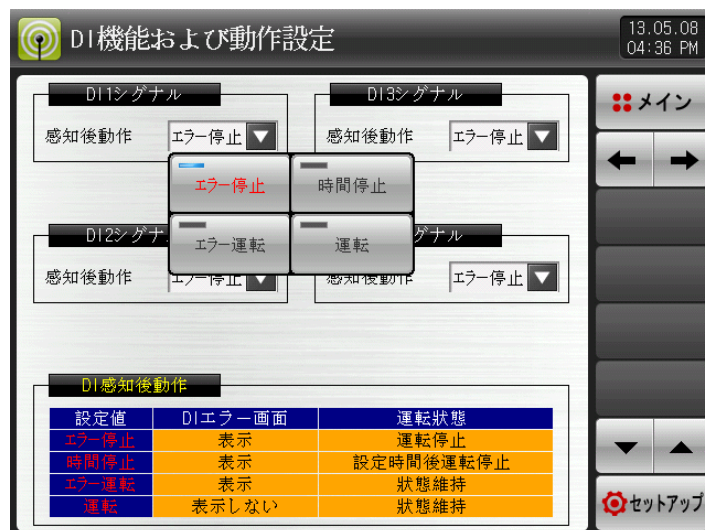 DI機能および動作設定
13.05.08
04:36 PM
DI1シグナル
DI3シグナル
メイン
感知後動作
エラー停止
感知後動作
エラー停止
エラー停止
時間停止
DI2シグナ
グナル
エラー運転
運転
感知後動作
エラー停止
感知後動作
エラー停止
DI感知後動作
設定値 DIエラー画面 運転狀態
エラー停止 表示 運転停止
時間停止 表示 設定時間後運転停止
エラー運転 表示 狀態維持
運転 表示しない 狀態維持
セットアップ